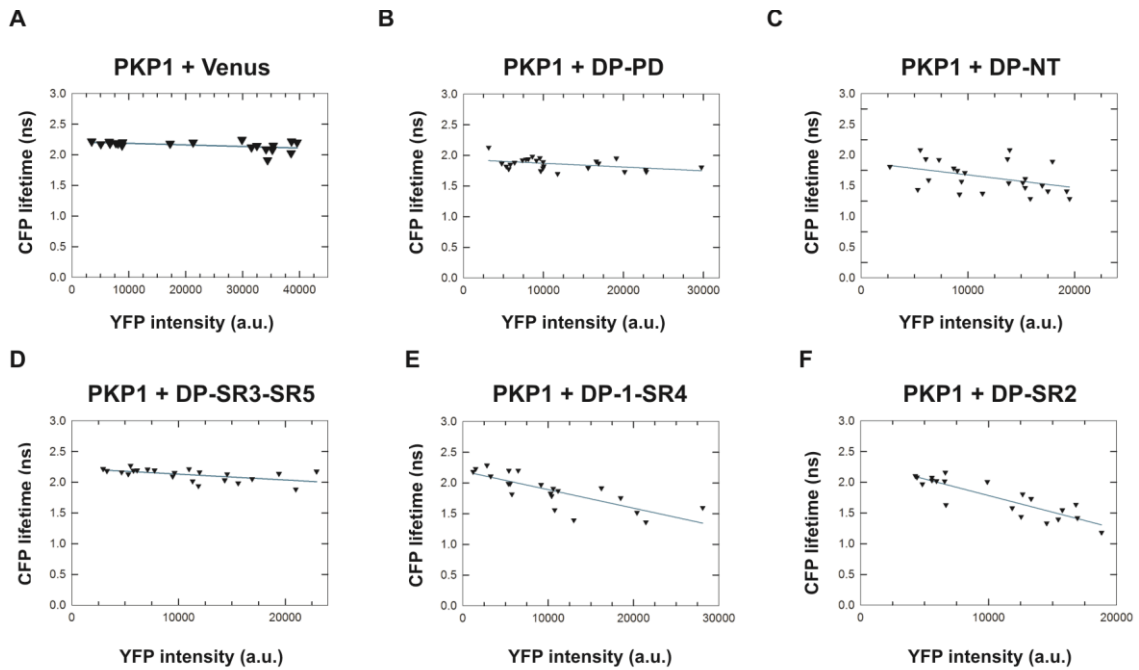 A
PKP1 + Venus
3.0
2.5
2.0
1.5
1.0
0.5
0.0
CFP lifetime (ns)
0 10000 20000 30000 40000
YFP intensity (a.u.)
B
PKP1 + DP-PD
3.0
2.5
2.0
1.5
1.0
0.5
0.0
CFP lifetime (ns)
0 10000 20000 30000
YFP intensity (a.u.)
C
PKP1 + DP-NT
3.0
2.5
2.0
1.5
1.0
0.5
0.0
CFP lifetime (ns)
0 10000 20000
YFP intensity (a.u.)
D
PKP1 + DP-SR3-SR5
3.0
2.5
2.0
1.5
1.0
0.5
0.0
CFP lifetime (ns)
0 10000 20000
YFP intensity (a.u.)
E
PKP1 + DP-1-SR4
3.0
2.5
2.0
1.5
1.0
0.5
0.0
CFP lifetime (ns)
0 10000 20000 30000
YFP intensity (a.u.)
F
PKP1 + DP-SR2
3.0
2.5
2.0
1.5
1.0
0.5
0.0
CFP lifetime (ns)
0 10000 20000
YFP intensity (a.u.)